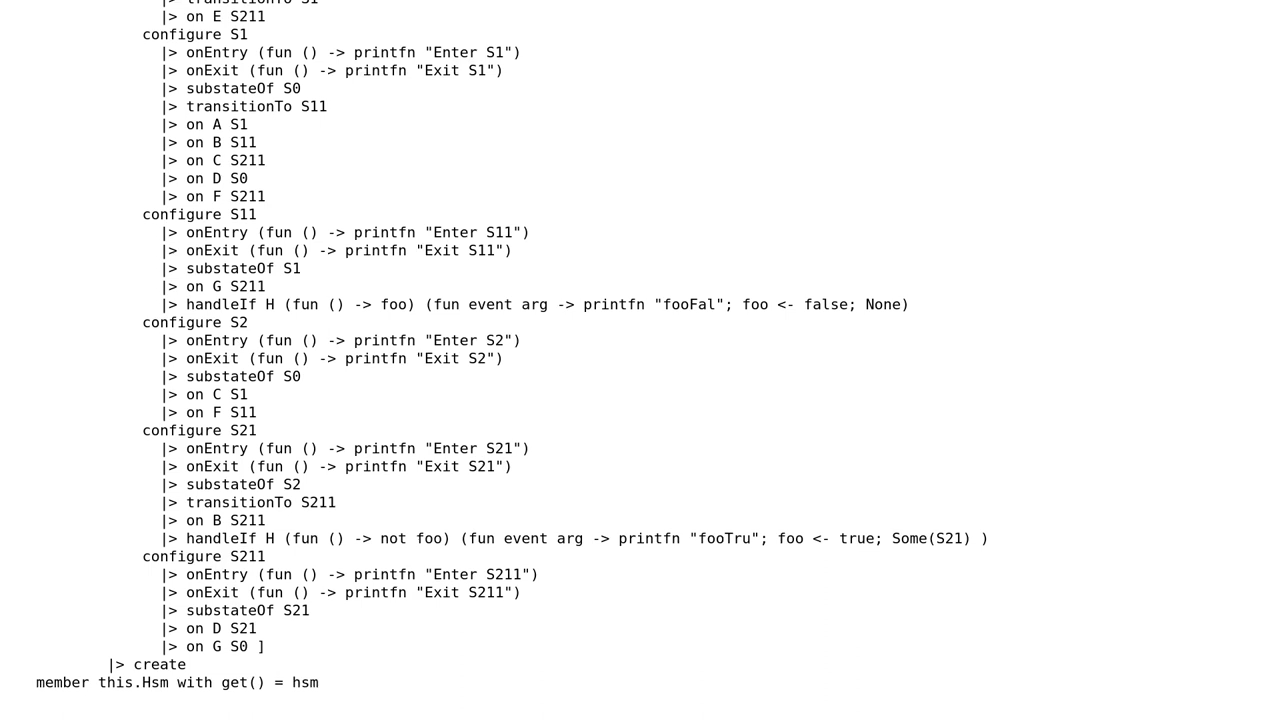 |> transitionTo S1
|> on E S211
configure S1
|> onEntry (fun () -> printfn "Enter S1")
|> onExit (fun () -> printfn "Exit S1")
|> substateOf S0
|> transitionTo S11
|> on A S1
|> on B S11
|> on C S211
|> on D S0
|> on F S211
configure S11
|> onEntry (fun () -> printfn "Enter S11")
|> onExit (fun () -> printfn "Exit S11")
|> substateOf S1
|> on G S211
|> handleIf H (fun () -> foo) (fun event arg -> printfn "fooFal"; foo <- false; None)
configure S2
|> onEntry (fun () -> printfn "Enter S2")
|> onExit (fun () -> printfn "Exit S2")
|> substateOf S0
|> on C S1
|> on F S11
configure S21
|> onEntry (fun () -> printfn "Enter S21")
|> onExit (fun () -> printfn "Exit S21")
|> substateOf S2
|> transitionTo S211
|> on B S211
|> handleIf H (fun () -> not foo) (fun event arg -> printfn "fooTru"; foo <- true; Some(S21) )
configure S211
|> onEntry (fun () -> printfn "Enter S211")
|> onExit (fun () -> printfn "Exit S211")
|> substateOf S21
|> on D S21
|> on G S0 ]
|> create
member this.Hsm with get() = hsm